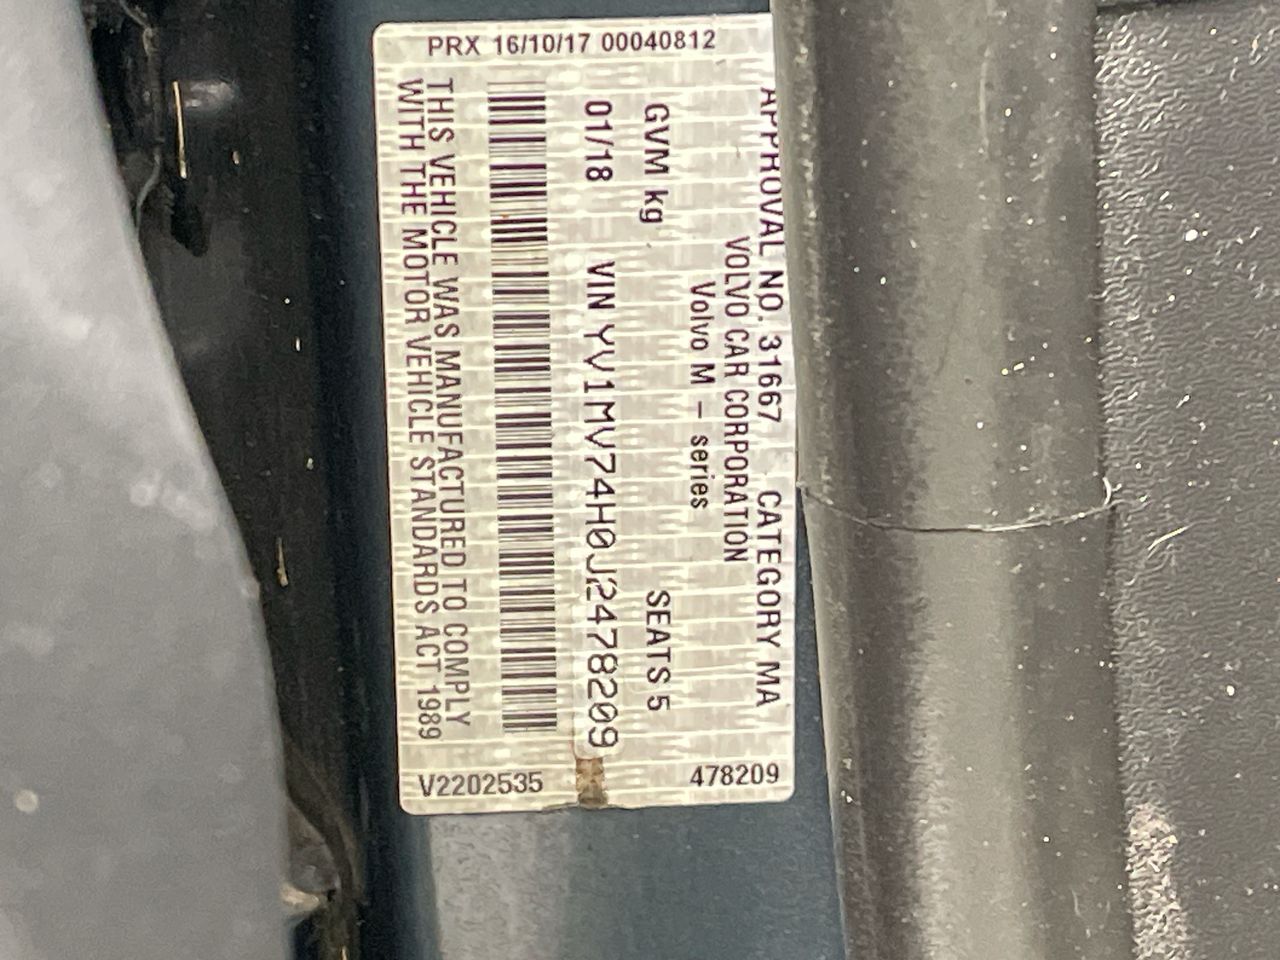 PRX 16/10/17 00040812
APPROVAL NO. 31667 CATEGORY MA
VOLVO CAR CORPORATION
Volvo M - series
GVM kg SEATS 5
01/18 VIN YV1MV74H0J2478209
THIS VEHICLE WAS MANUFACTURED TO COMPLY
WITH THE MOTOR VEHICLE STANDARDS ACT 1989
V2202535
478209